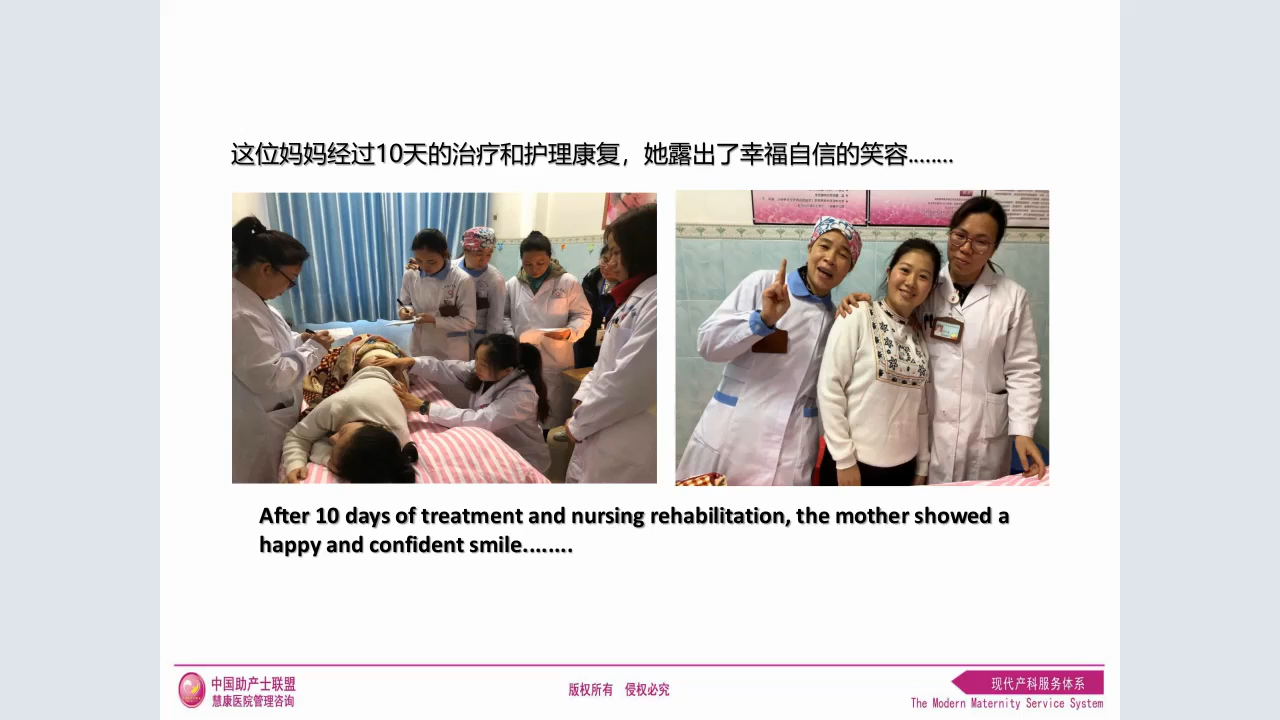 这位妈妈经过10天的治疗和护理康复，她露出了幸福自信的笑容........
After 10 days of treatment and nursing rehabilitation, the mother showed a
happy and confident smile........
中国助产士联盟
慧康医院管理咨询
版权所有 侵权必究
现代产科服务体系
The Modern Maternity Service System